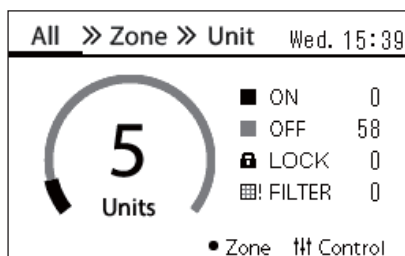 All » Zone » Unit Wed. 15:39
5
Units
ON 0
OFF 58
LOCK 0
! FILTER 0
Zone Control